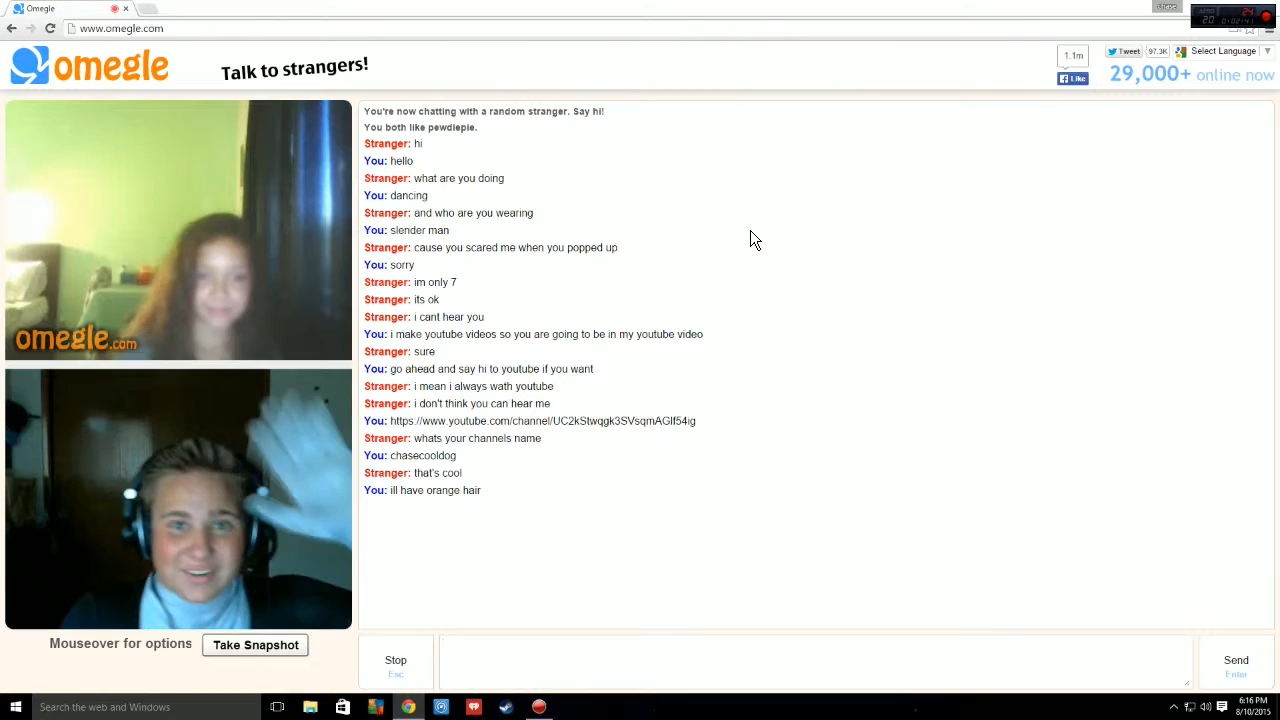 Omegle
www.omegle.com
omegle
Talk to strangers!
1.1m
Like
Tweet
97.3K
Select Language
29,000+ online now
24
20
0:02:41
You're now chatting with a random stranger. Say hi!
You both like pewdiepie.
Stranger: hi
You: hello
Stranger: what are you doing
You: dancing
Stranger: and who are you wearing
You: slender man
Stranger: cause you scared me when you popped up
You: sorry
Stranger: im only 7
Stranger: its ok
Stranger: i cant hear you
You: i make youtube videos so you are going to be in my youtube video
Stranger: sure
You: go ahead and say hi to youtube if you want
Stranger: i mean i always wath youtube
Stranger: i don't think you can hear me
You: https://www.youtube.com/channel/UC2kStwqgk3SVsqmAGIf54ig
Stranger: whats your channels name
You: chasecooldog
Stranger: that's cool
You: ill have orange hair
omegle.com
Mouseover for options
Take Snapshot
Stop
Esc
Send
Enter
Search the web and Windows
6:16 PM
8/10/2015